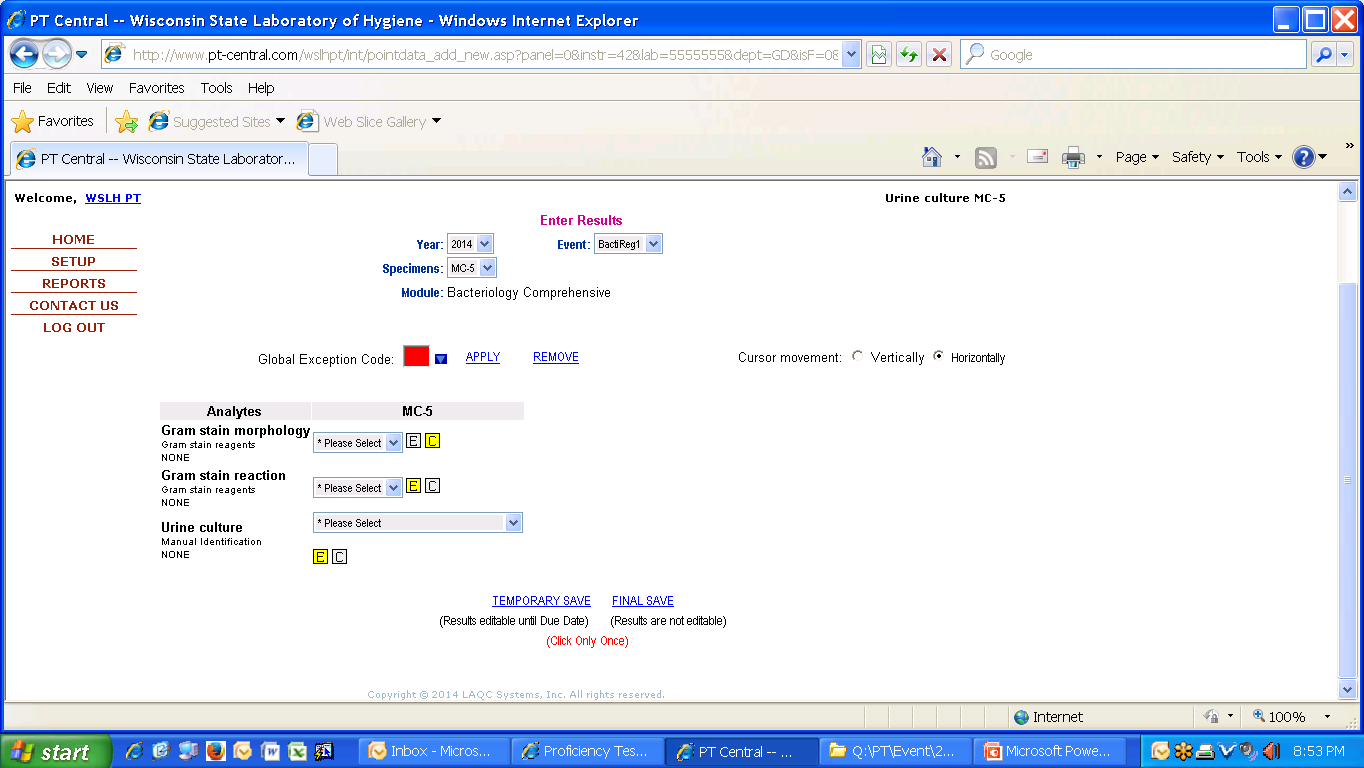 PT Central -- Wisconsin State Laboratory of Hygiene - Windows Internet Explorer
http://www.pt-central.com/wslhpt/int/pointdata_add_new.asp?panel=0&instr=42&lab=5555555&dept=GD&isF=0&
Google
File Edit View Favorites Tools Help
Favorites Suggested Sites Web Slice Gallery
PT Central -- Wisconsin State Laborator... Page Safety Tools »
Welcome, WSLH PT Urine culture MC-5
Enter Results
HOME
SETUP
REPORTS
CONTACT US
LOG OUT
Year: 2014 Event: BactiReg1
Specimens: MC-5
Module: Bacteriology Comprehensive
Global Exception Code: APPLY REMOVE Cursor movement: Vertically Horizontally
Analytes MC-5
Gram stain morphology * Please Select E C
Gram stain reagents
NONE
Gram stain reaction * Please Select E C
Gram stain reagents
NONE
Urine culture * Please Select
Manual Identification
NONE E C
TEMPORARY SAVE FINAL SAVE
(Results editable until Due Date) (Results are not editable)
(Click Only Once)
Copyright © 2014 LAQC Systems, Inc. All rights reserved.
Internet 100%
start Inbox - Micros... Proficiency Tes... PT Central -- ... Q:\PT\Event\2... Microsoft Powe... 8:53 PM